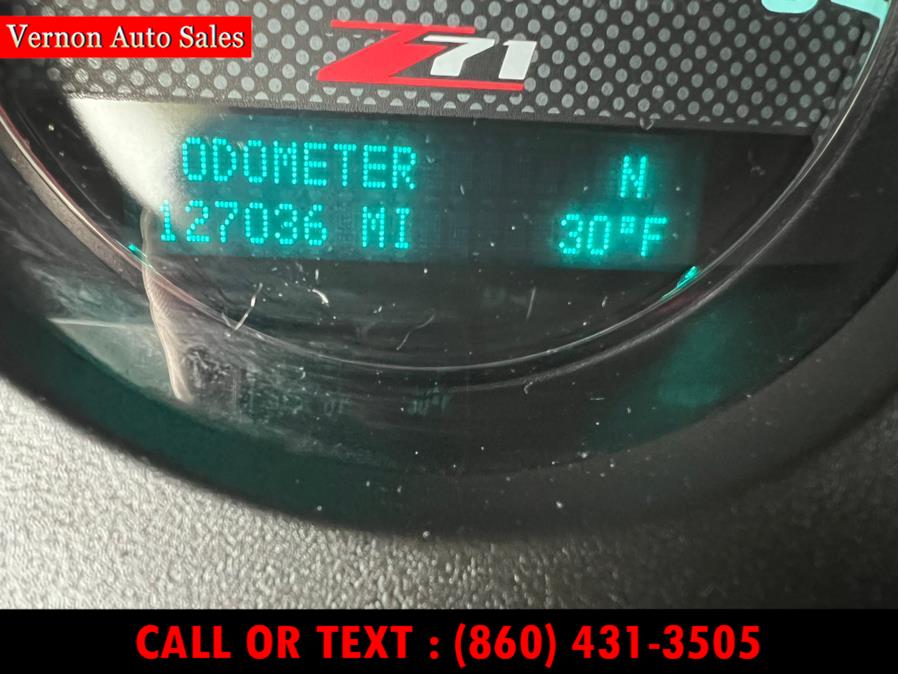 Vernon Auto Sales
Z71
ODOMETER N
127036 MI 30°F
CALL OR TEXT : (860) 431-3505